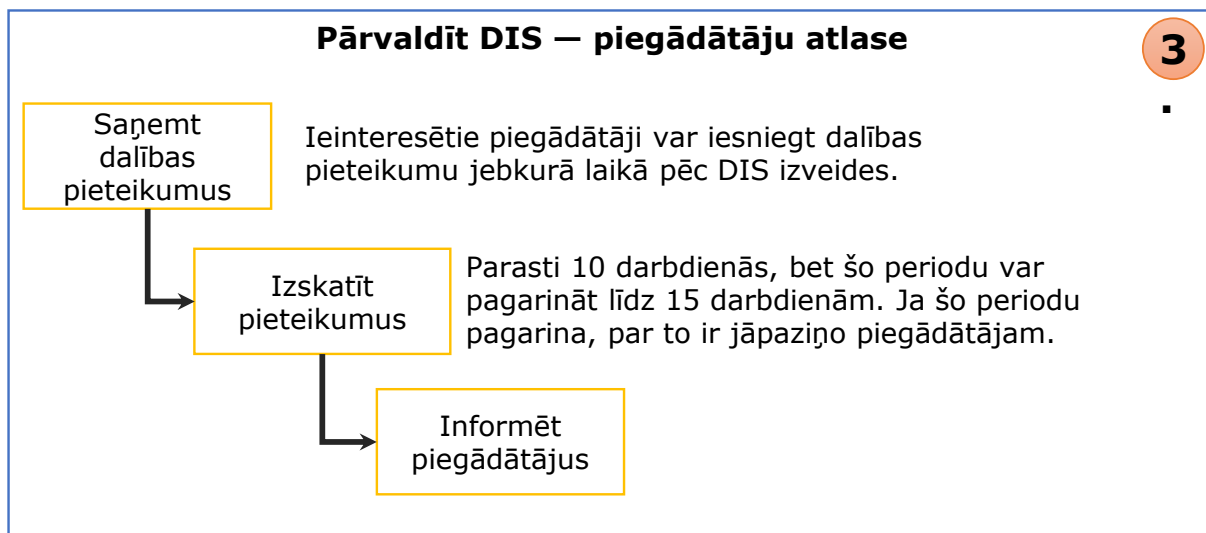 Pārvaldīt DIS — piegādātāju atlase
3
.
Saņemt
dalības
pieteikumus
Ieinteresētie piegādātāji var iesniegt dalības
pieteikumu jebkurā laikā pēc DIS izveides.
Izskatīt
pieteikumus
Parasti 10 darbdienās, bet šo periodu var
pagarināt līdz 15 darbdienām. Ja šo periodu
pagarina, par to ir jāpaziņo piegādātājam.
Informēt
piegādātājus